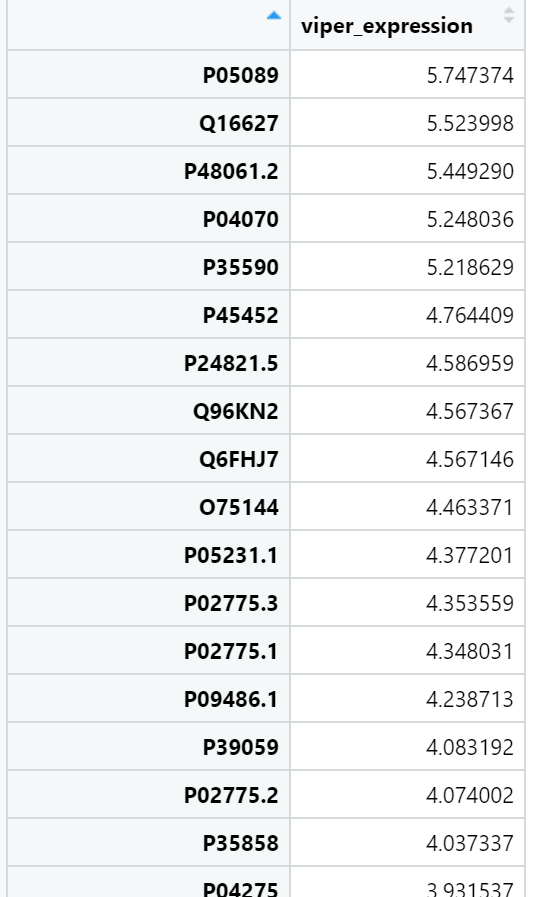 viper_expression
P05089 5.747374
Q16627 5.523998
P48061.2 5.449290
P04070 5.248036
P35590 5.218629
P45452 4.764409
P24821.5 4.586959
Q96KN2 4.567367
Q6FHJ7 4.567146
O75144 4.463371
P05231.1 4.377201
P02775.3 4.353559
P02775.1 4.348031
P09486.1 4.238713
P39059 4.083192
P02775.2 4.074002
P35858 4.037337
P04275 3.931537